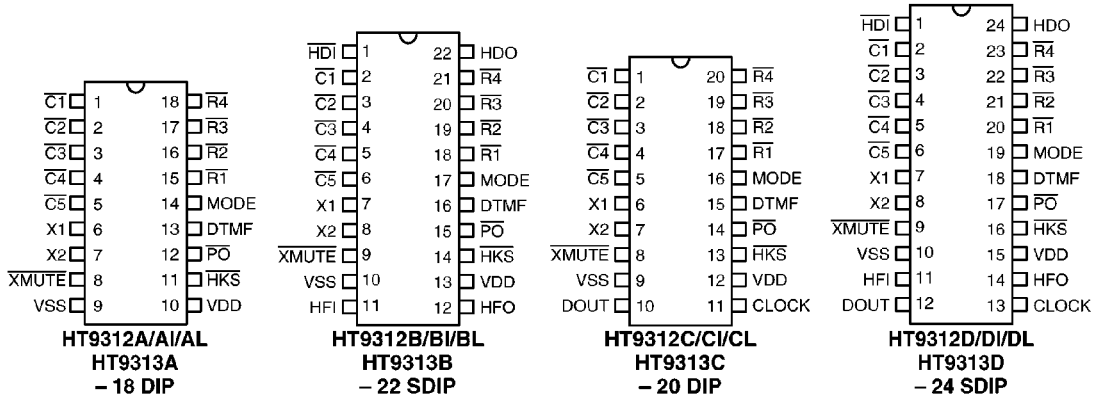 C1 1 18 R4
C2 2 17 R3
C3 3 16 R2
C4 4 15 R1
C5 5 14 MODE
X1 6 13 DTMF
X2 7 12 PO
XMUTE 8 11 HKS
VSS 9 10 VDD
HT9312A/AI/AL
HT9313A
– 18 DIP
HDI 1 22 HDO
C1 2 21 R4
C2 3 20 R3
C3 4 19 R2
C4 5 18 R1
C5 6 17 MODE
X1 7 16 DTMF
X2 8 15 PO
XMUTE 9 14 HKS
VSS 10 13 VDD
HFI 11 12 HFO
HT9312B/BI/BL
HT9313B
– 22 SDIP
C1 1 20 R4
C2 2 19 R3
C3 3 18 R2
C4 4 17 R1
C5 5 16 MODE
X1 6 15 DTMF
X2 7 14 PO
XMUTE 8 13 HKS
VSS 9 12 VDD
DOUT 10 11 CLOCK
HT9312C/CI/CL
HT9313C
– 20 DIP
HDI 1 24 HDO
C1 2 23 R4
C2 3 22 R3
C3 4 21 R2
C4 5 20 R1
C5 6 19 MODE
X1 7 18 DTMF
X2 8 17 PO
XMUTE 9 16 HKS
VSS 10 15 VDD
HFI 11 14 HFO
DOUT 12 13 CLOCK
HT9312D/DI/DL
HT9313D
– 24 SDIP